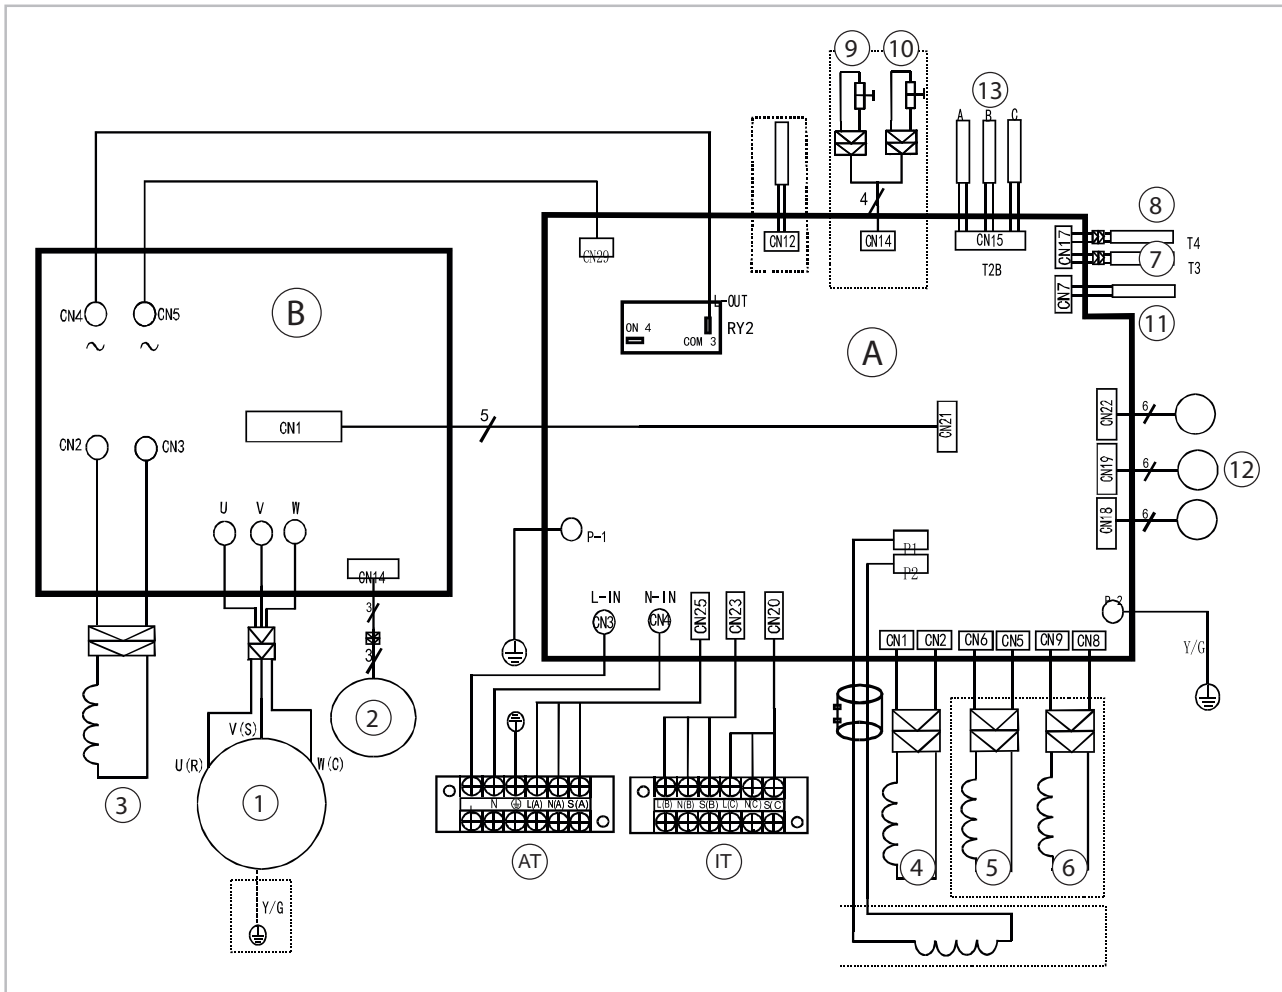 9 10
13
A B C
4
8
CN12 CN14 CN15 CN17
T4
T2B
7
T3
CN29
CN7
L-OUT
11
CN4 CN5
B
ON 4
COM 3
RY2
A
~ ~
CN1
5
CN21
CN22
6
CN2 CN3
CN19
6
12
CN18
6
U V W
P-1
P1
P2
CN14
3
3
L-IN N-IN
CN3 CN4 CN25 CN23 CN20
P-2
CN1 CN2 CN6 CN5 CN9 CN8
Y/G
2
V(S)
U(R) W(C)
3
1
L N L(A) N(A) S(A)
L(B) N(B) S(B) L(C) N(C) S(C
AT
IT
4 5 6
Y/G